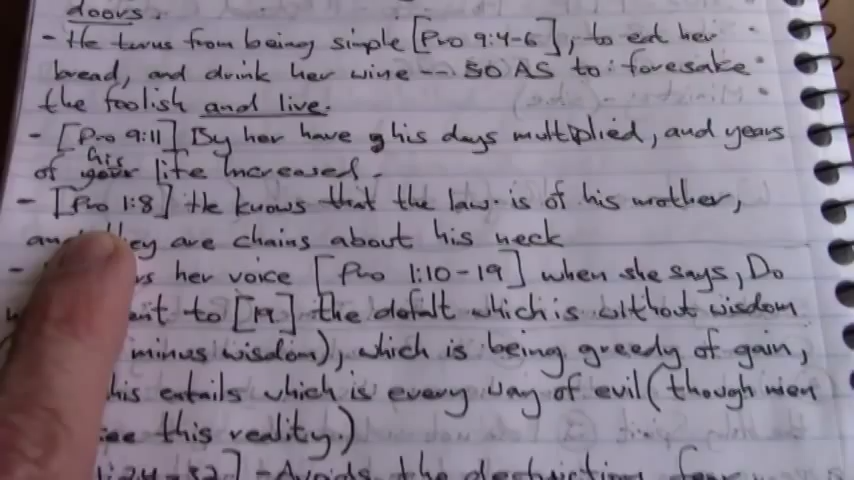 doors.
- He turns from being simple [Pro 9:4-6], to eat her
bread, and drink her wine -- SO AS to foresake
the foolish and live.
- [Pro 9:11] By her have his days multiplied, and years
of his life Increased.
- [Pro 1:8] He knows that the law is of his mother,
and they are chains about his neck
- her voice [Pro 1:10-19] when she says, Do
to [19] the defalt which is without wisdom
minus wisdom), which is being greedy of gain,
his entails which is every way of evil (though men
this reality.)
- Avoids the destruction, fear